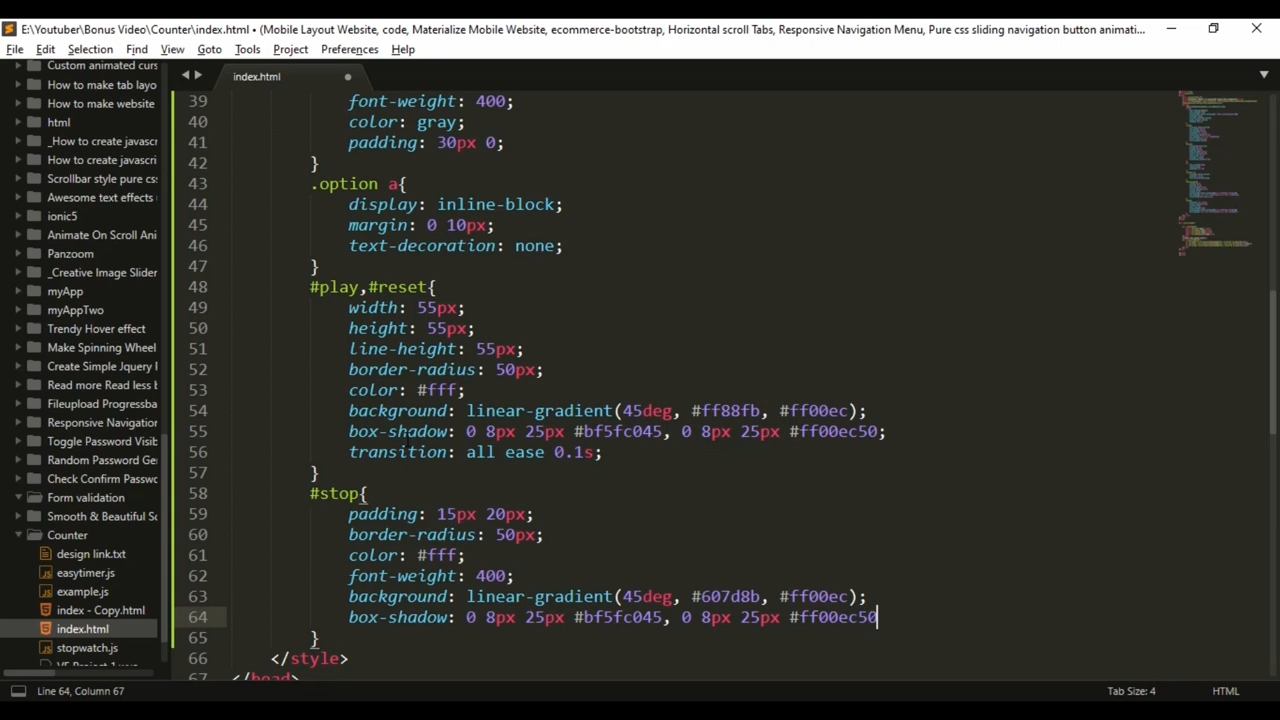 E:\Youtuber\Bonus Video\Counter\index.html • (Mobile Layout Website, code, Materialize Mobile Website, ecommerce-bootstrap, Horizontal scroll Tabs, Responsive Navigation Menu, Pure css sliding navigation button animati...
File Edit Selection Find View Goto Tools Project Preferences Help
index.html
Custom animated curs
How to make tab layo
How to make website
html
_How to create javasc
How to create javascri
Scrollbar style pure cs
Awesome text effects
ionic5
Animate On Scroll Ani
Panzoom
_Creative Image Slider
myApp
myAppTwo
Trendy Hover effect
Make Spinning Wheel
Create Simple Jquery P
Read more Read less b
Fileupload Progressba
Responsive Navigation
Toggle Password Visib
Random Password Ge
Check Confirm Passwo
Form validation
Smooth & Beautiful Sc
Counter
design link.txt
easytimer.js
example.js
index - Copy.html
index.html
stopwatch.js
39 font-weight: 400;
40 color: gray;
41 padding: 30px 0;
42 }
43 .option a{
44 display: inline-block;
45 margin: 0 10px;
46 text-decoration: none;
47 }
48 #play,#reset{
49 width: 55px;
50 height: 55px;
51 line-height: 55px;
52 border-radius: 50px;
53 color: #fff;
54 background: linear-gradient(45deg, #ff88fb, #ff00ec);
55 box-shadow: 0 8px 25px #bf5fc045, 0 8px 25px #ff00ec50;
56 transition: all ease 0.1s;
57 }
58 #stop{
59 padding: 15px 20px;
60 border-radius: 50px;
61 color: #fff;
62 font-weight: 400;
63 background: linear-gradient(45deg, #607d8b, #ff00ec);
64 box-shadow: 0 8px 25px #bf5fc045, 0 8px 25px #ff00ec50
65 }
66 </style>
67 </head>
Line 64, Column 67
Tab Size: 4
HTML